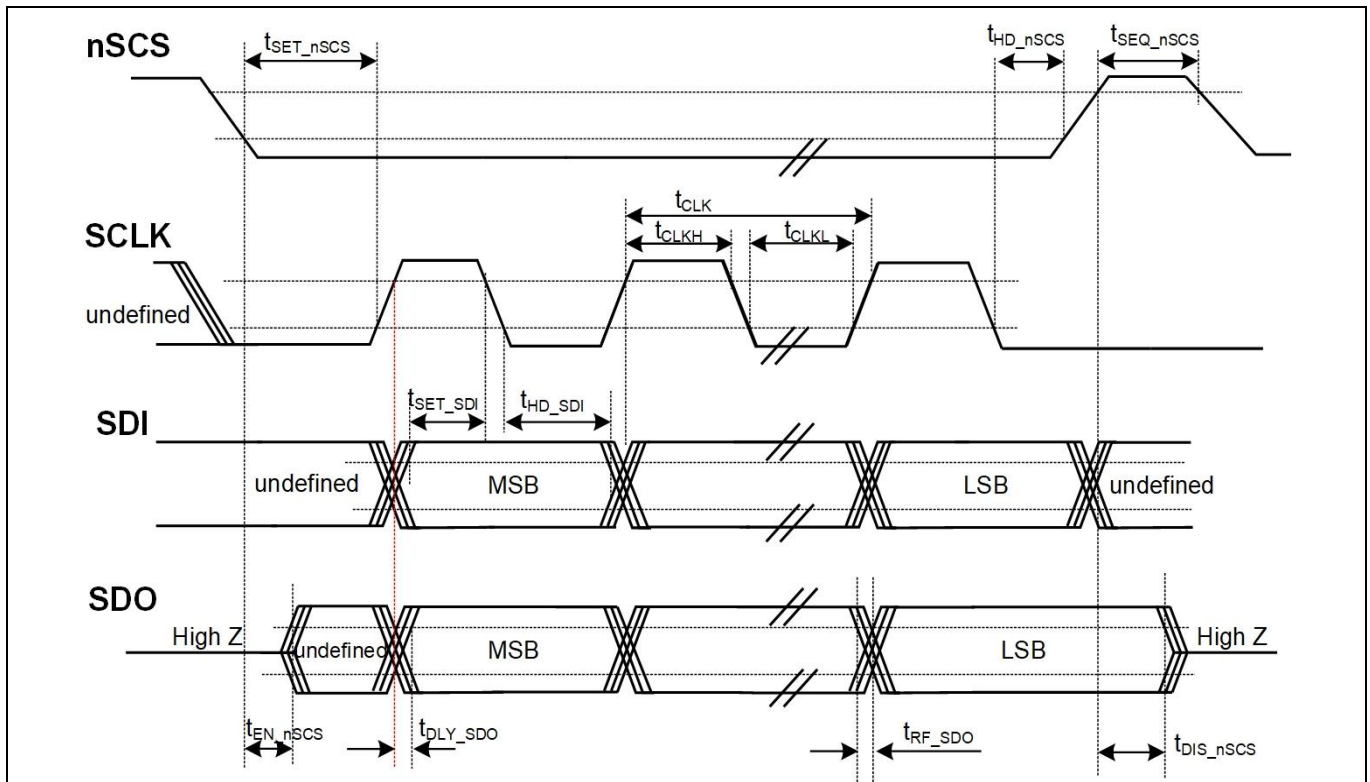 nSCS
tSET_nSCS
tHD_nSCS
tSEQ_nSCS
SCLK
undefined
tCLK
tCLKH
tCLKL
SDI
tSET_SDI
tHD_SDI
undefined
MSB
LSB
undefined
SDO
High Z
undefined
MSB
LSB
High Z
tEN_nSCS
tDLY_SDO
tRF_SDO
tDIS_nSCS